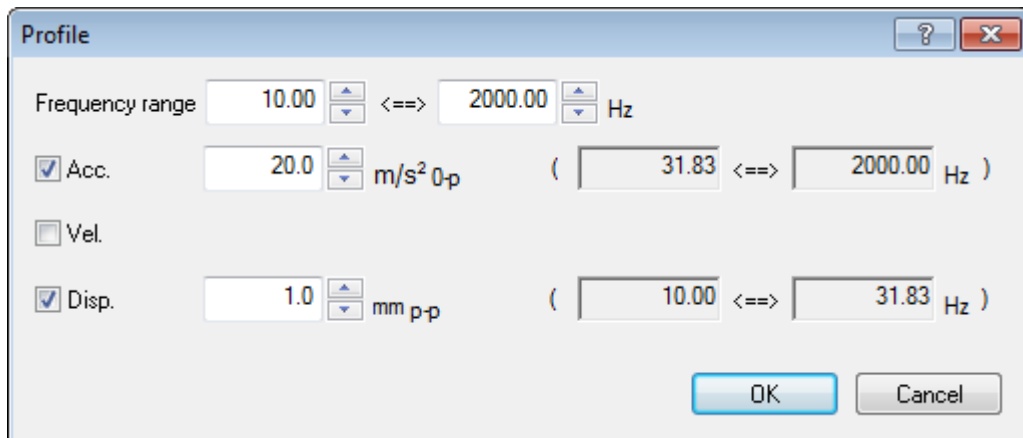 Profile
Frequency range 10.00 <==> 2000.00 Hz
Acc. 20.0 m/s² 0-p ( 31.83 <==> 2000.00 Hz )
Vel.
Disp. 1.0 mm p-p ( 10.00 <==> 31.83 Hz )
OK Cancel